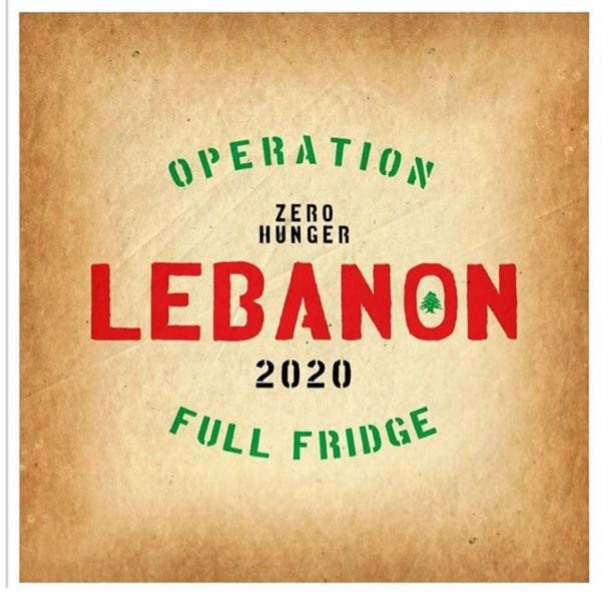 OPERATION
ZERO
HUNGER
LEBANON
2020
FULL FRIDGE